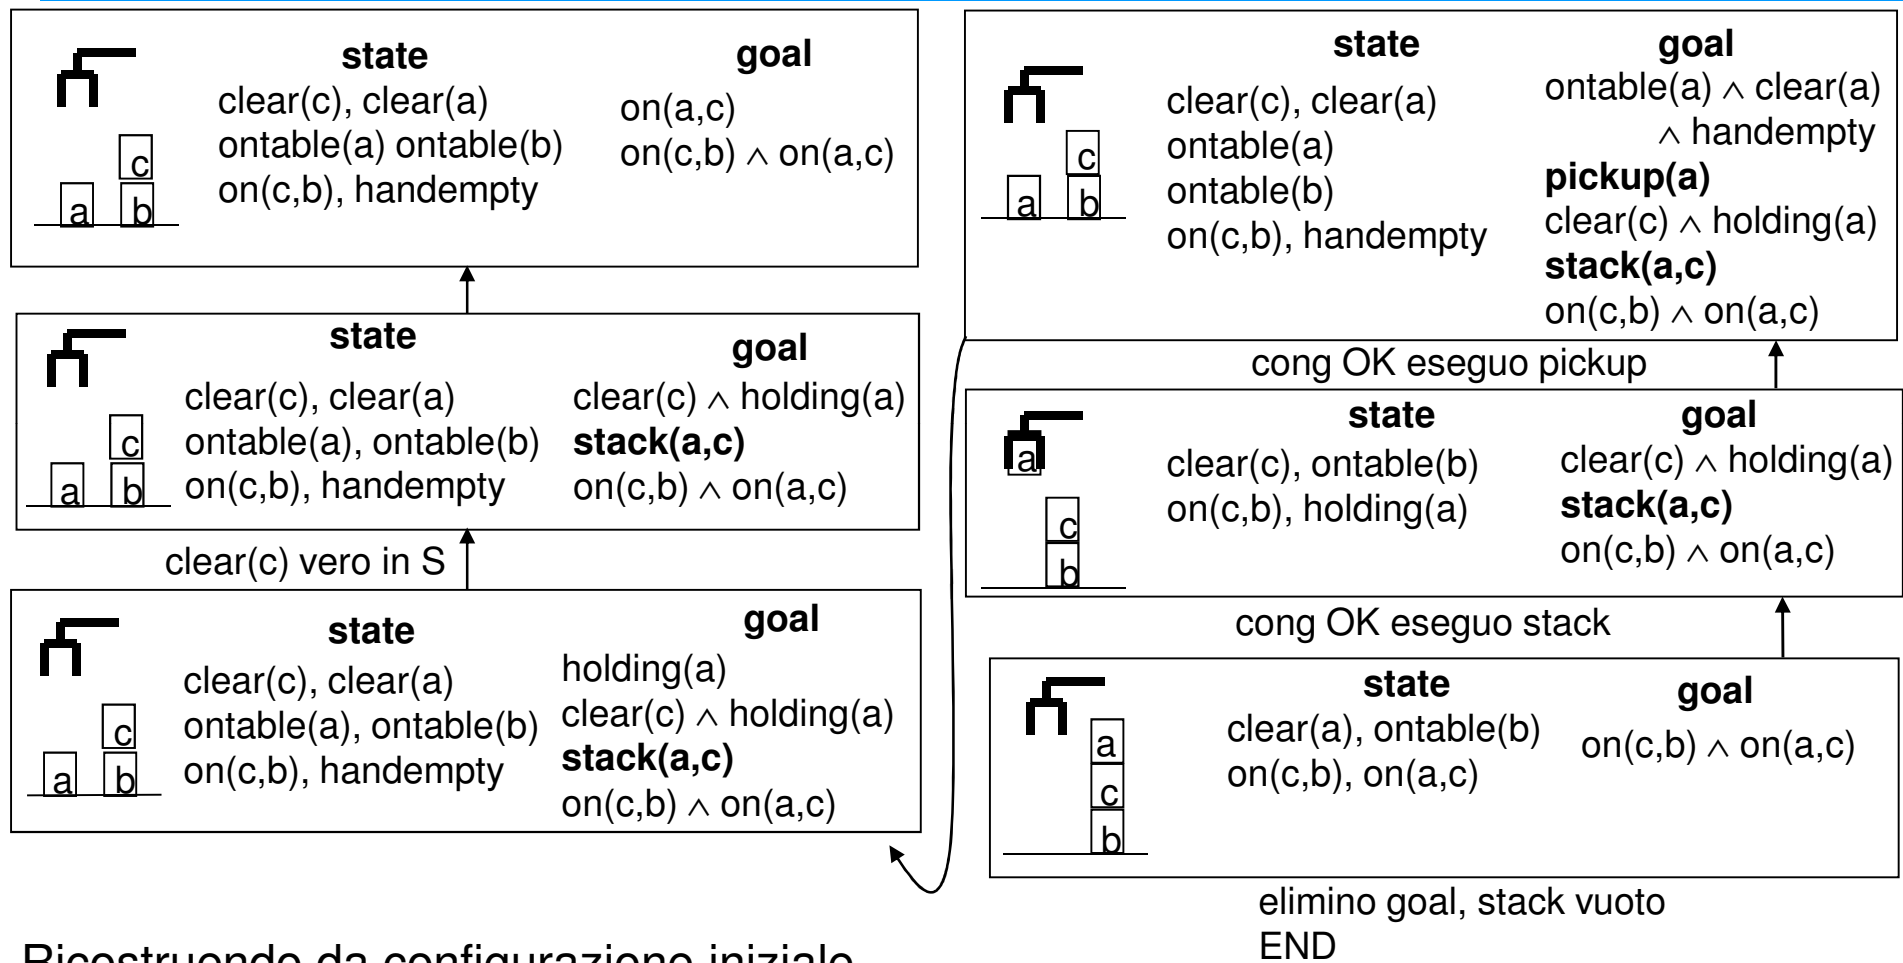 state
goal
clear(c), clear(a)
ontable(a) ontable(b)
on(c,b), handempty
on(a,c)
on(c,b) ∧ on(a,c)
c
a
b
state
goal
clear(c), clear(a)
ontable(a), ontable(b)
on(c,b), handempty
clear(c) ∧ holding(a)
stack(a,c)
on(c,b) ∧ on(a,c)
c
a
b
clear(c) vero in S
state
goal
clear(c), clear(a)
ontable(a), ontable(b)
on(c,b), handempty
holding(a)
clear(c) ∧ holding(a)
stack(a,c)
on(c,b) ∧ on(a,c)
c
a
b
state
goal
clear(c), clear(a)
ontable(a)
ontable(b)
on(c,b), handempty
ontable(a) ∧ clear(a)
∧ handempty
pickup(a)
clear(c) ∧ holding(a)
stack(a,c)
on(c,b) ∧ on(a,c)
c
a
b
cong OK eseguo pickup
state
goal
clear(c), ontable(b)
on(c,b), holding(a)
clear(c) ∧ holding(a)
stack(a,c)
on(c,b) ∧ on(a,c)
a
c
b
cong OK eseguo stack
state
goal
clear(a), ontable(b)
on(c,b), on(a,c)
on(c,b) ∧ on(a,c)
a
c
b
elimino goal, stack vuoto
END
Ricostruendo da configurazione iniziale